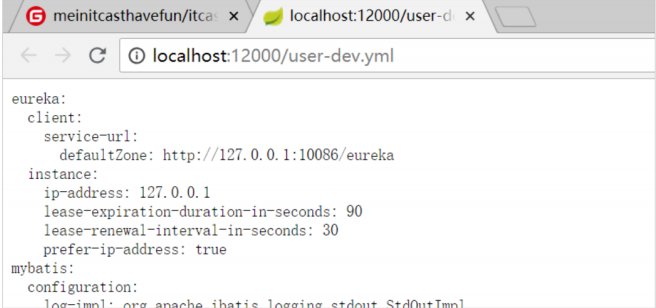 meinitcasthavefun/itcas
localhost:12000/user-d
localhost:12000/user-dev.yml
eureka:
  client:
    service-url:
      defaultZone: http://127.0.0.1:10086/eureka
  instance:
    ip-address: 127.0.0.1
    lease-expiration-duration-in-seconds: 90
    lease-renewal-interval-in-seconds: 30
    prefer-ip-address: true
mybatis:
  configuration:
    log-impl: org.apache.ibatis.logging.stdout.StdOutImpl